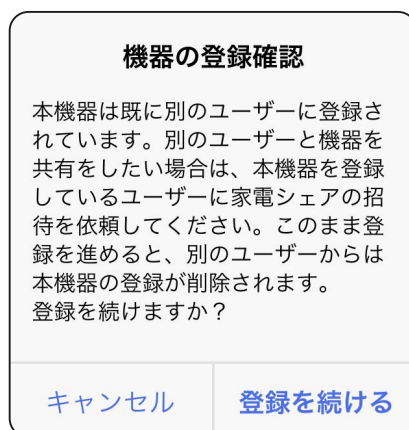 機器の登録確認
本機器は既に別のユーザーに登録さ
れています。別のユーザーと機器を
共有をしたい場合は、本機器を登録
しているユーザーに家電シェアの招
待を依頼してください。このまま登
録を進めると、別のユーザーからは
本機器の登録が削除されます。
登録を続けますか？
キャンセル 登録を続ける